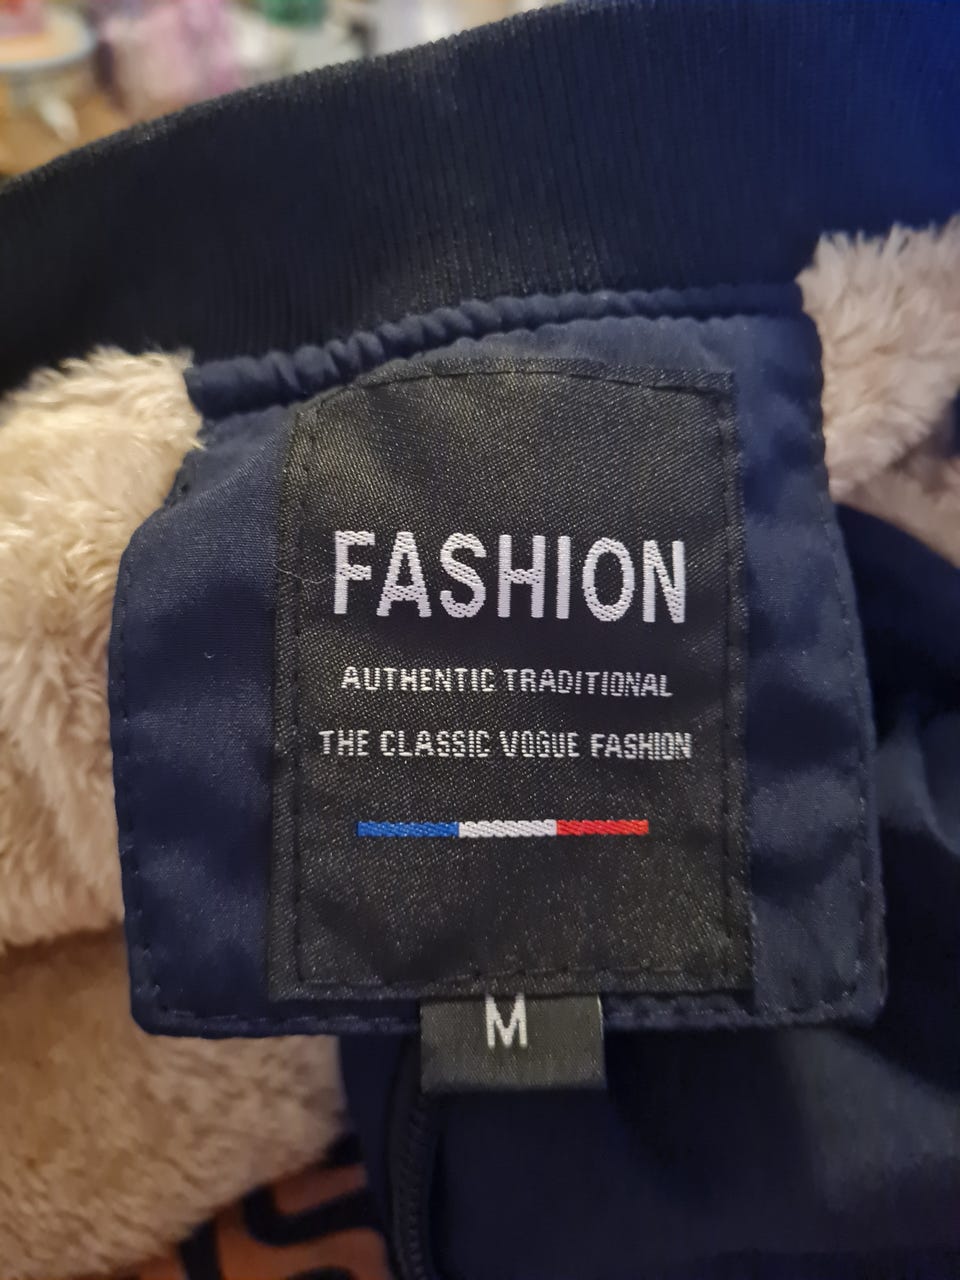 FASHION
AUTHENTIC TRADITIONAL
THE CLASSIC VOGUE FASHION
M